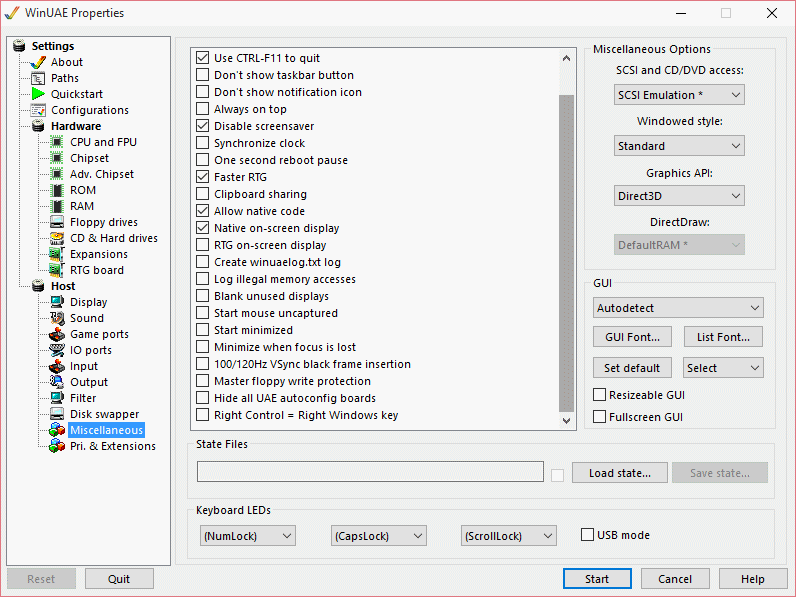 WinUAE Properties
Settings
About
Paths
Quickstart
Configurations
Hardware
CPU and FPU
Chipset
Adv. Chipset
ROM
RAM
Floppy drives
CD & Hard drives
Expansions
RTG board
Host
Display
Sound
Game ports
IO ports
Input
Output
Filter
Disk swapper
Miscellaneous
Pri. & Extensions
Use CTRL-F11 to quit
Don't show taskbar button
Don't show notification icon
Always on top
Disable screensaver
Synchronize clock
One second reboot pause
Faster RTG
Clipboard sharing
Allow native code
Native on-screen display
RTG on-screen display
Create winuaelog.txt log
Log illegal memory accesses
Blank unused displays
Start mouse uncaptured
Start minimized
Minimize when focus is lost
100/120Hz VSync black frame insertion
Master floppy write protection
Hide all UAE autoconfig boards
Right Control = Right Windows key
Miscellaneous Options
SCSI and CD/DVD access:
SCSI Emulation *
Windowed style:
Standard
Graphics API:
Direct3D
DirectDraw:
DefaultRAM *
GUI
Autodetect
GUI Font... List Font...
Set default Select
Resizeable GUI
Fullscreen GUI
State Files
Load state... Save state...
Keyboard LEDs
(NumLock) (CapsLock) (ScrollLock) USB mode
Reset Quit Start Cancel Help